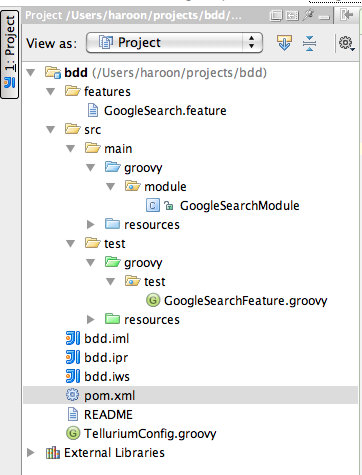 Project /Users/haroon/projects/bdd/...
1: Project
View as: Project
bdd (/Users/haroon/projects/bdd)
features
GoogleSearch.feature
src
main
groovy
module
GoogleSearchModule
resources
test
groovy
test
GoogleSearchFeature.groovy
resources
bdd.iml
bdd.ipr
bdd.iws
pom.xml
README
TelluriumConfig.groovy
External Libraries